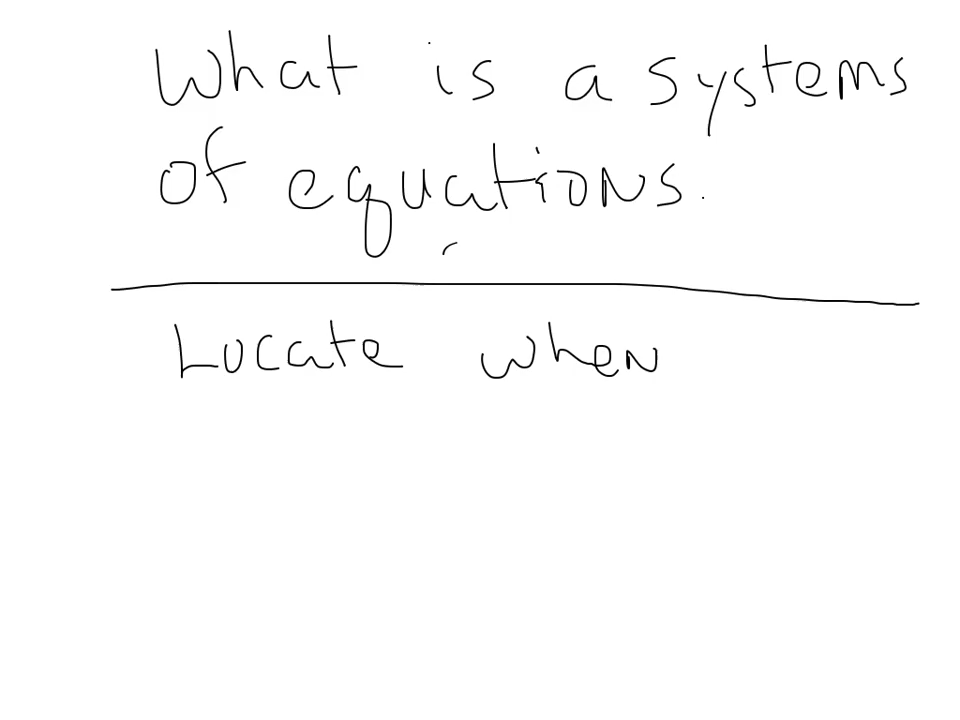 What is a systems
of equations.
Locate when